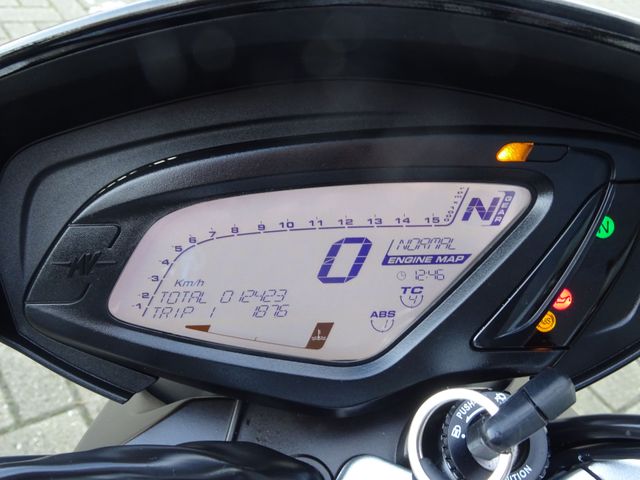 1 2 3 4 5 6 7 8 9 10 11 12 13 14 15
N
Km/h
0
NORMAL
ENGINE MAP
12:46
TOTAL 012423
TRIP 1 1876
TC
4
ABS
1
N
PUSH